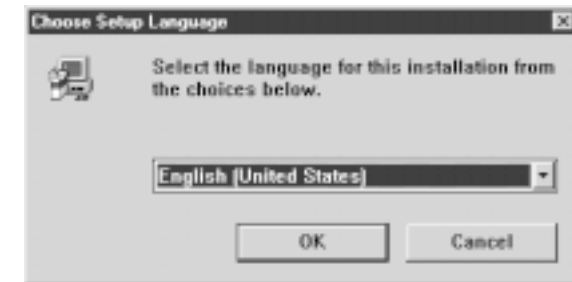 Choose Setup Language
Select the language for this installation from
the choices below.
English (United States)
OK
Cancel